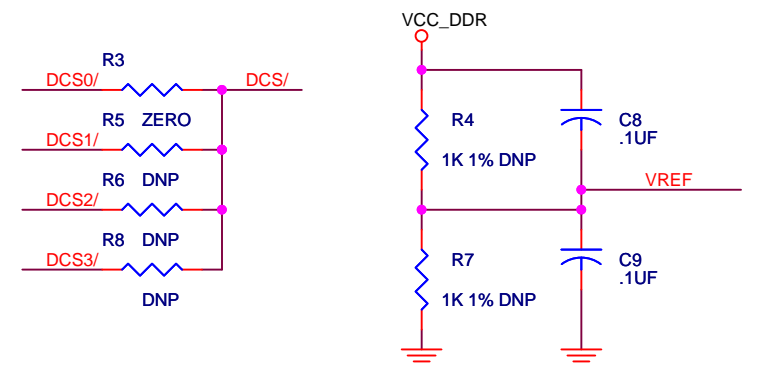 VCC_DDR
R3
DCS0/
DCS/
R5 ZERO
DCS1/
R6 DNP
DCS2/
R8 DNP
DCS3/
DNP
R4
1K 1% DNP
C8
.1UF
VREF
R7
1K 1% DNP
C9
.1UF